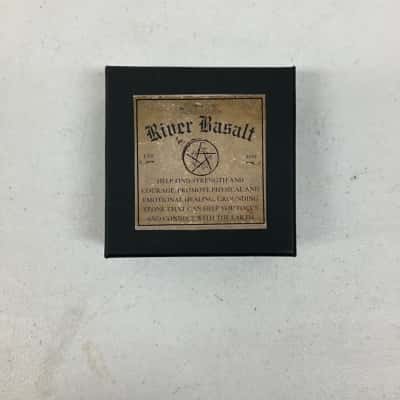 River Basalt
HELP FIND STRENGTH AND
COURAGE, PROMOTE PHYSICAL AND
EMOTIONAL HEALING, GROUNDING
STONE THAT CAN HELP YOU FOCUS
AND CONNECT WITH THE EARTH